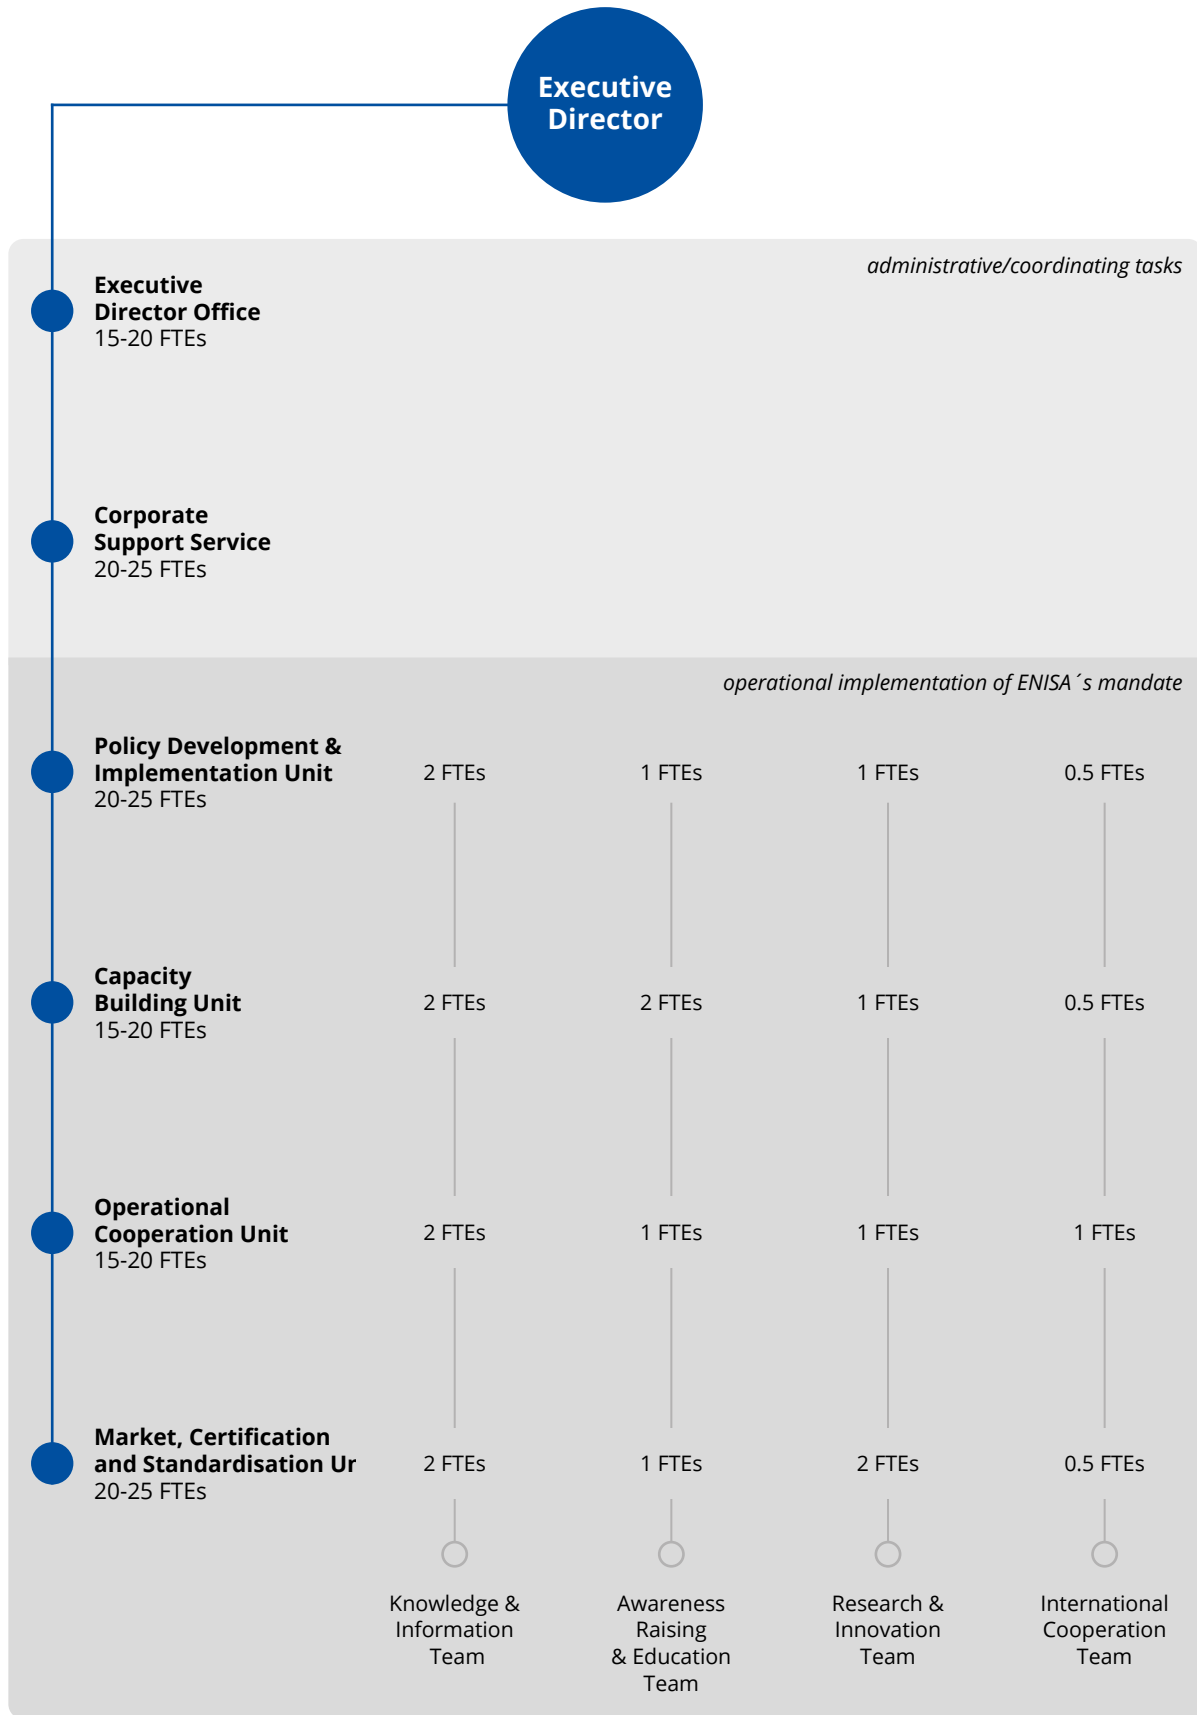 Executive
Director
administrative/coordinating tasks
Executive
Director Office
15-20 FTEs
Corporate
Support Service
20-25 FTEs
operational implementation of ENISA´s mandate
Policy Development &
Implementation Unit
20-25 FTEs
2 FTEs
1 FTEs
1 FTEs
0.5 FTEs
Capacity
Building Unit
15-20 FTEs
2 FTEs
2 FTEs
1 FTEs
0.5 FTEs
Operational
Cooperation Unit
15-20 FTEs
2 FTEs
1 FTEs
1 FTEs
1 FTEs
Market, Certification
and Standardisation
20-25 FTEs
2 FTEs
1 FTEs
2 FTEs
0.5 FTEs
Knowledge &
Information
Team
Awareness
Raising
& Education
Team
Research &
Innovation
Team
International
Cooperation
Team